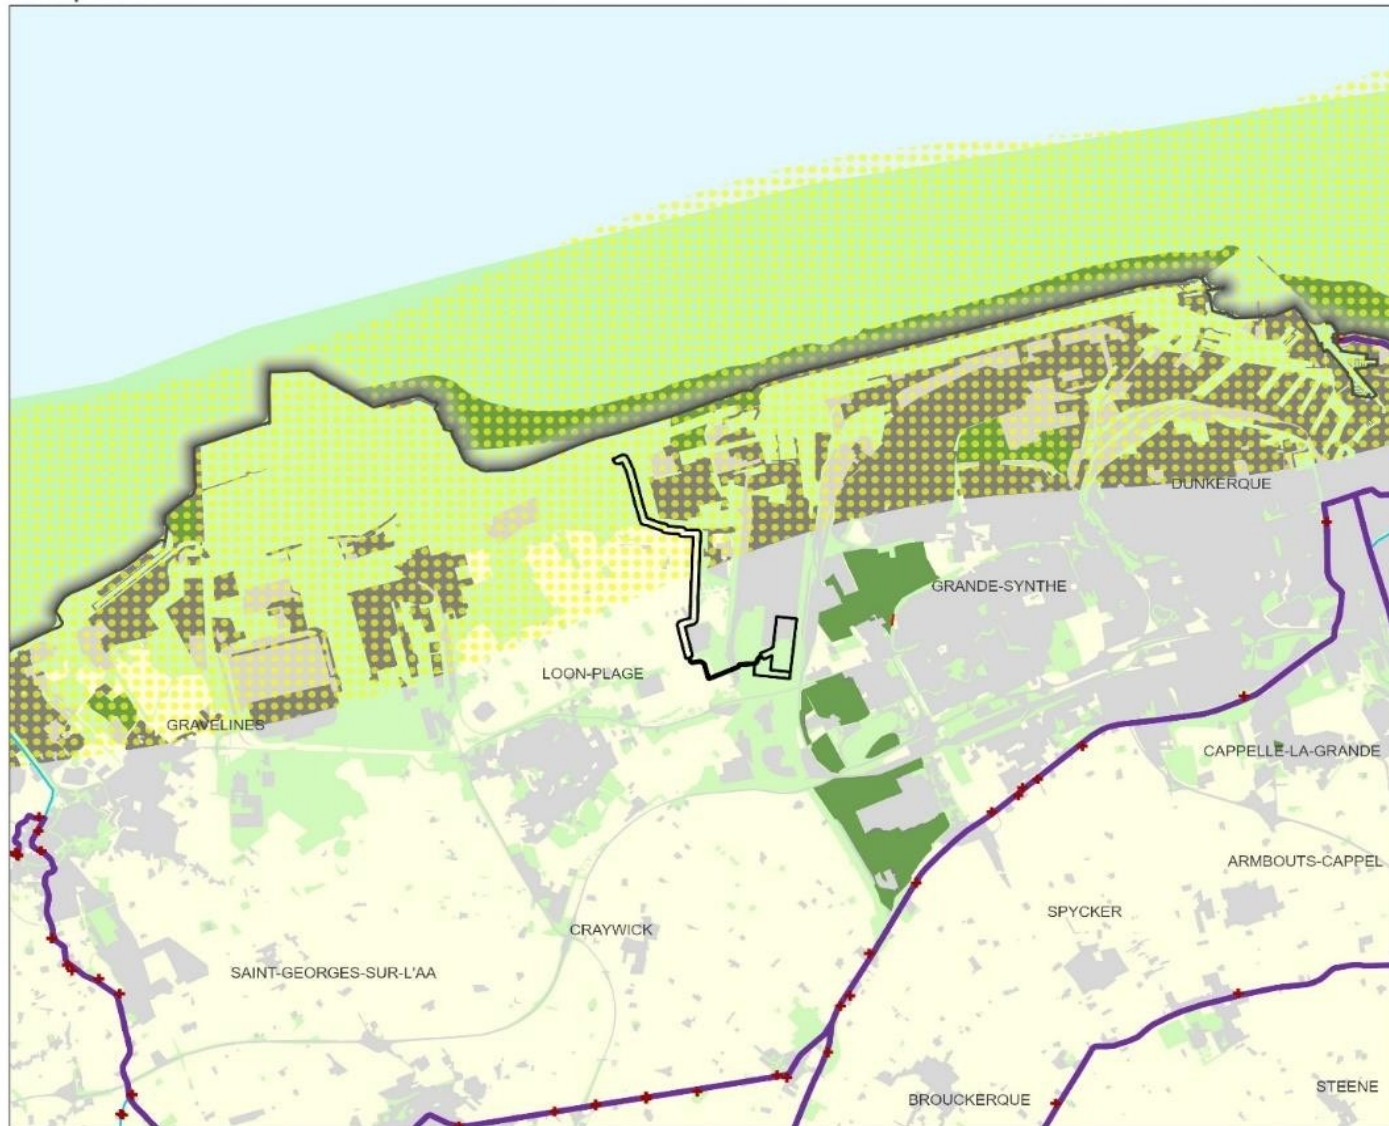 DUNKERQUE
GRANDE-SYNTHE
LOON-PLAGE
GRAVELINES
CAPPELLE-LA-GRANDE
ARMBOUTS-CAPPEL
SPYCKER
CRAYWICK
SAINT-GEORGES-SUR-L'AA
STEENE
BROUCKERQUE